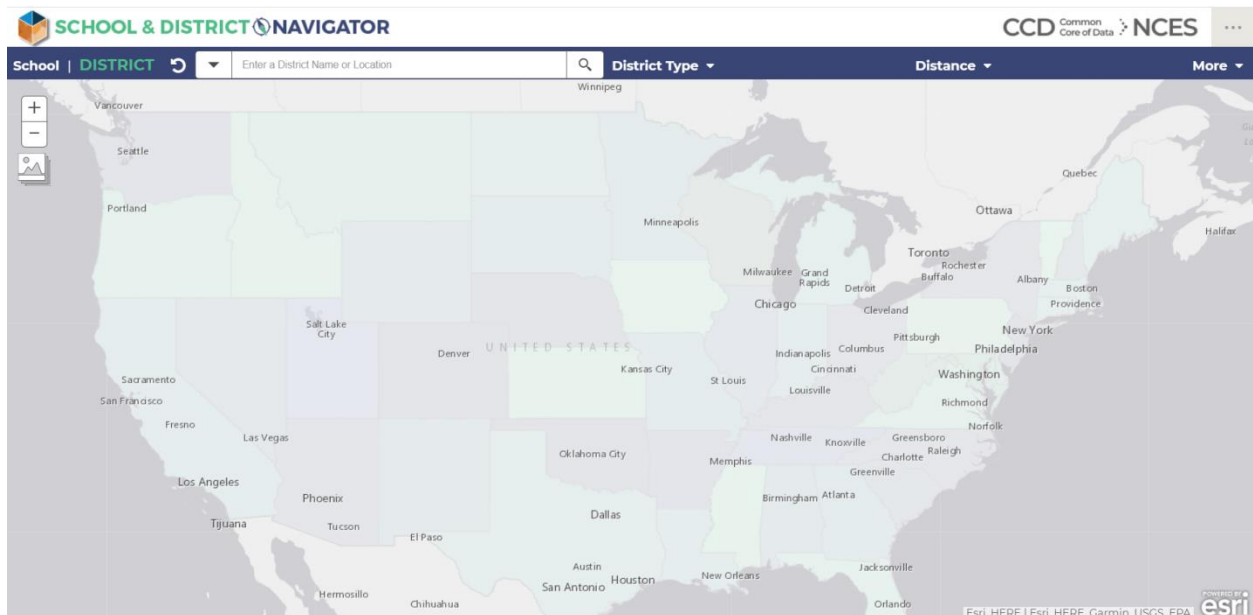 SCHOOL & DISTRICT NAVIGATOR
CCD Common Core of Data NCES
School | DISTRICT
Enter a District Name or Location
District Type
Distance
More
Winnipeg
Vancouver
Seattle
Quebec
Portland
Ottawa
Minneapolis
Halifax
Toronto
Rochester
Buffalo
Milwaukee
Grand Rapids
Detroit
Albany
Boston
Providence
Chicago
Cleveland
Salt Lake City
New York
Pittsburgh
Philadelphia
UNITED STATES
Denver
Indianapolis
Columbus
Kansas City
Cincinnati
Washington
Sacramento
St Louis
Louisville
San Francisco
Richmond
Fresno
Norfolk
Las Vegas
Nashville
Knoxville
Greensboro
Raleigh
Oklahoma City
Memphis
Charlotte
Greenville
Los Angeles
Phoenix
Birmingham
Atlanta
Dallas
Tijuana
Tucson
El Paso
Austin
Houston
San Antonio
New Orleans
Jacksonville
Hermosillo
Chihuahua
Orlando
Esri, HERE | Esri, HERE, Garmin, USGS, EPA
POWERED BY
esri